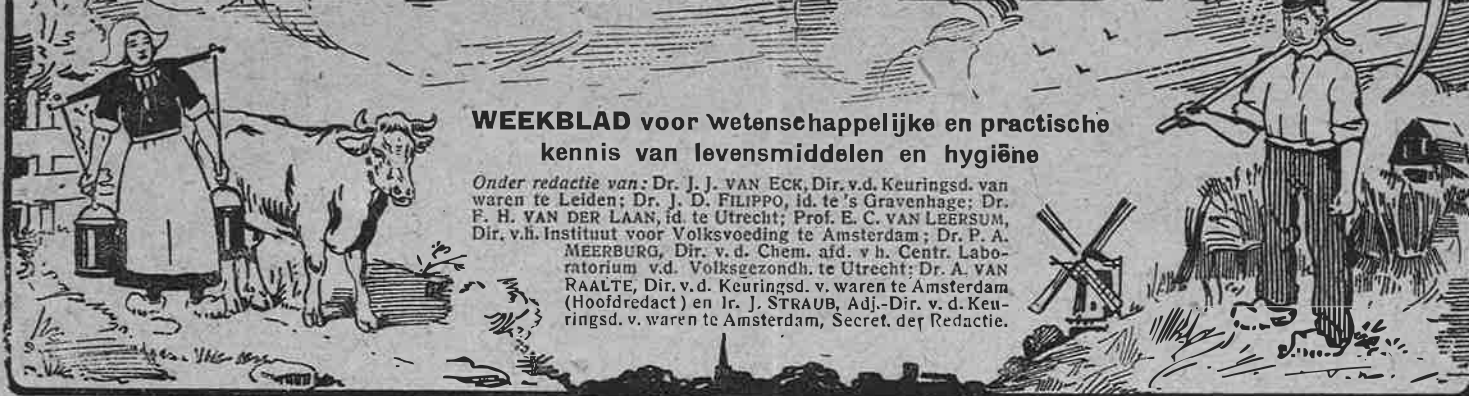 WEEKBLAD voor wetenschappelijke en practische
kennis van levensmiddelen en hygiëne
Onder redactie van: Dr. J. J. VAN ECK, Dir. v.d. Keuringsd. van
waren te Leiden; Dr. J. D. FILIPPO, id. te 's Gravenhage; Dr.
F. H. VAN DER LAAN, id. te Utrecht; Prof. E. C. VAN LEERSUM,
Dir. v.h. Instituut voor Volksvoeding te Amsterdam; Dr. P. A.
MEERBURG, Dir. v. d. Chem. afd. v h. Centr. Labo-
ratorium v.d. Volksgezondh. te Utrecht; Dr. A. VAN
RAALTE, Dir. v.d. Keuringsd. v. waren te Amsterdam
(Hoofdredact) en Ir. J. STRAUB, Adj.-Dir. v. d. Keu-
ringsd. v. waren te Amsterdam, Secret. der Redactie.